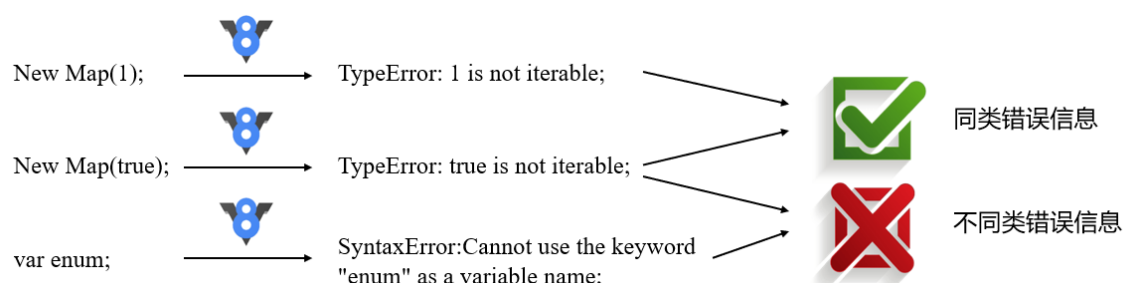 New Map(1);
TypeError: 1 is not iterable;
同类错误信息
New Map(true);
TypeError: true is not iterable;
不同类错误信息
var enum;
SyntaxError:Cannot use the keyword
"enum" as a variable name;